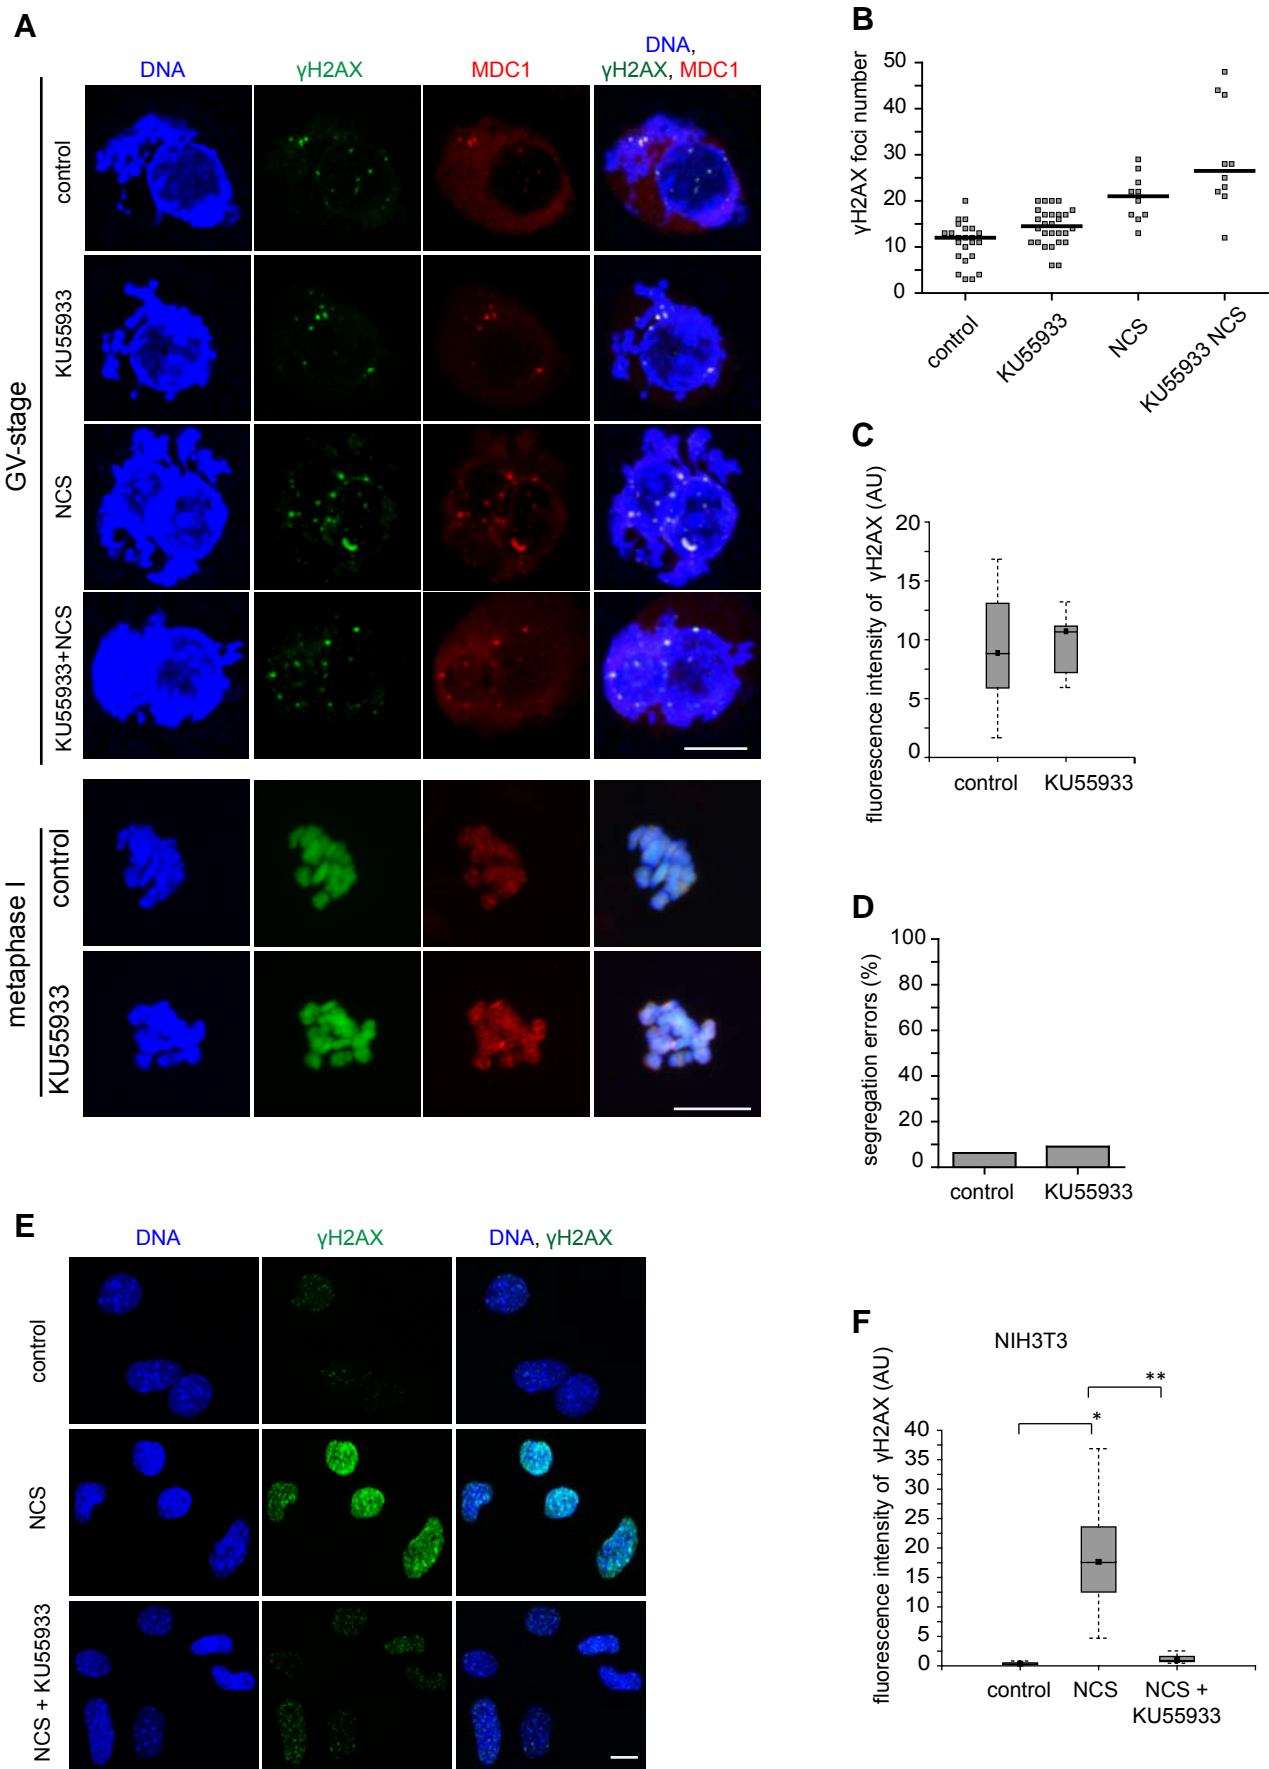 A
DNA
γH2AX
MDC1
DNA,
γH2AX, MDC1
GV-stage
control
KU55933
NCS
KU55933+NCS
metaphase I
control
KU55933
B
γH2AX foci number
50
40
30
20
10
0
control
KU55933
NCS
KU55933 NCS
C
fluorescence intensity of γH2AX (AU)
20
15
10
5
0
control
KU55933
D
segregation errors (%)
100
80
60
40
20
0
control
KU55933
E
DNA
γH2AX
DNA, γH2AX
control
NCS
NCS + KU55933
F
NIH3T3
fluorescence intensity of γH2AX (AU)
**
*
40
35
30
25
20
15
10
5
0
control
NCS
NCS +
KU55933